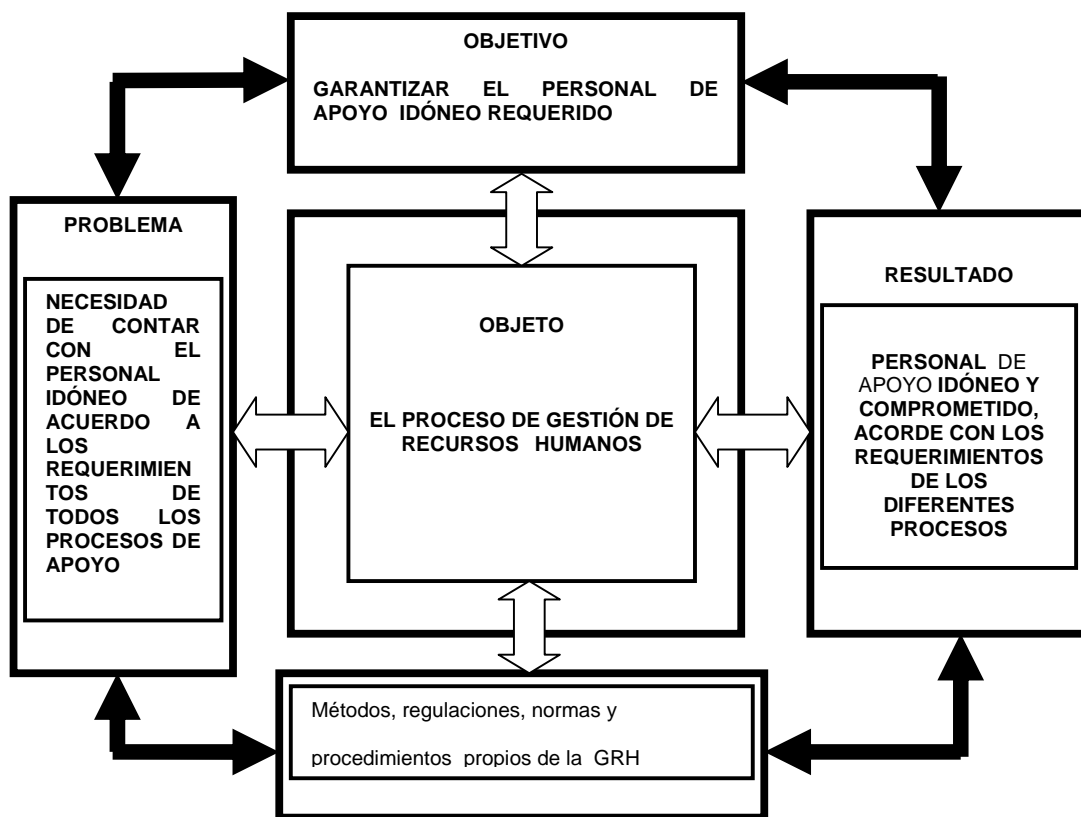 OBJETIVO
GARANTIZAR EL PERSONAL DE
APOYO IDÓNEO REQUERIDO
PROBLEMA
NECESIDAD
DE CONTAR
CON EL
PERSONAL
IDÓNEO DE
ACUERDO A
LOS
REQUERIMIEN
TOS DE
TODOS LOS
PROCESOS DE
APOYO
OBJETO
EL PROCESO DE GESTIÓN DE
RECURSOS HUMANOS
RESULTADO
PERSONAL DE
APOYO IDÓNEO Y
COMPROMETIDO,
ACORDE CON LOS
REQUERIMIENTOS
DE LOS
DIFERENTES
PROCESOS
Métodos, regulaciones, normas y
procedimientos propios de la GRH